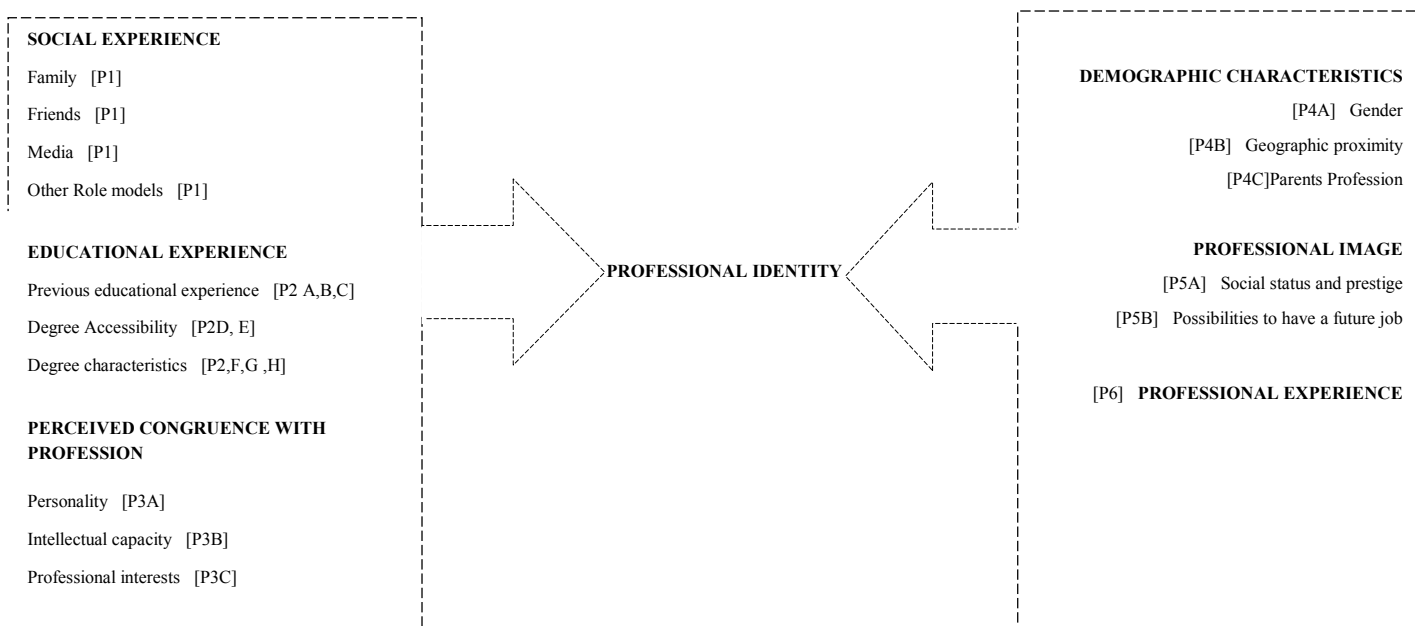 SOCIAL EXPERIENCE
Family [P1]
Friends [P1]
Media [P1]
Other Role models [P1]
EDUCATIONAL EXPERIENCE
Previous educational experience [P2 A,B,C]
Degree Accessibility [P2D, E]
Degree characteristics [P2,F,G ,H]
PERCEIVED CONGRUENCE WITH
PROFESSION
Personality [P3A]
Intellectual capacity [P3B]
Professional interests [P3C]
PROFESSIONAL IDENTITY
DEMOGRAPHIC CHARACTERISTICS
[P4A] Gender
[P4B] Geographic proximity
[P4C]Parents Profession
PROFESSIONAL IMAGE
[P5A] Social status and prestige
[P5B] Possibilities to have a future job
[P6] PROFESSIONAL EXPERIENCE